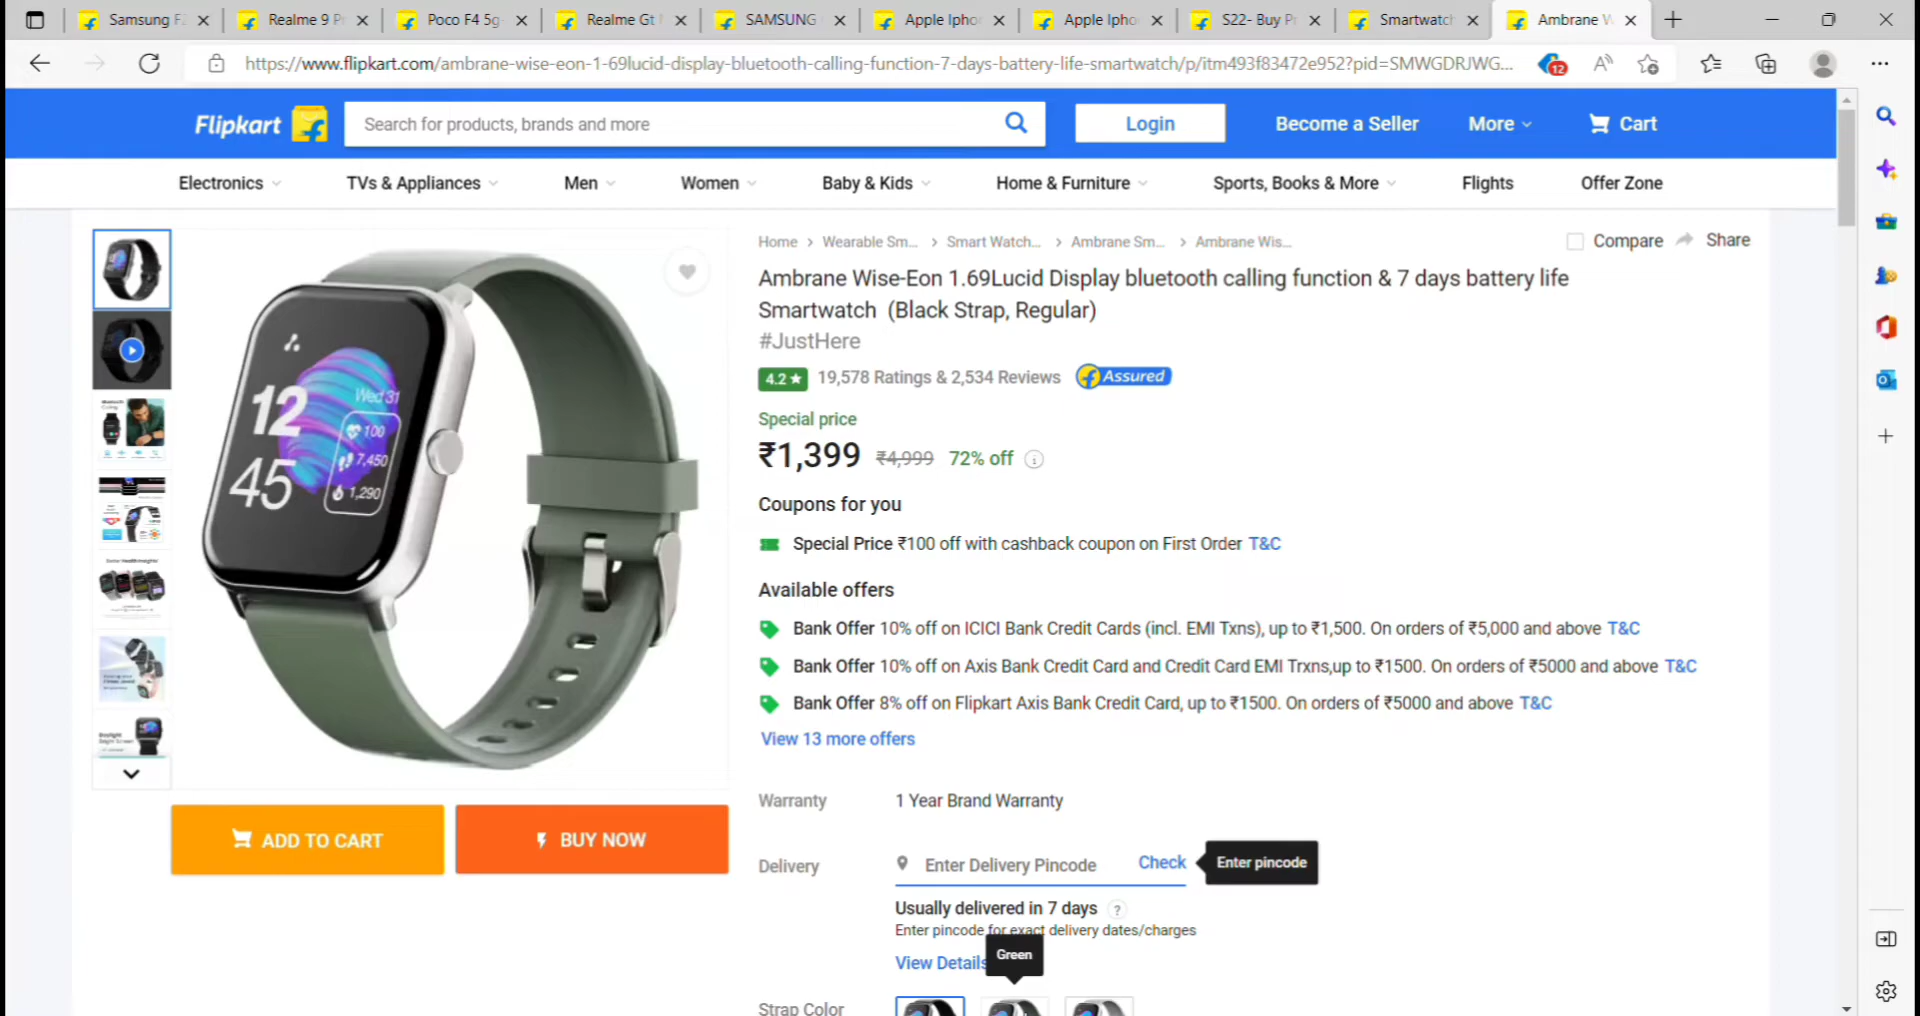 Samsung F
Realme 9 P
Poco F4 5g
Realme Gt
SAMSUNG
Apple Ipho
Apple Ipho
S22- Buy P
Smartwatch
Ambrane W
https://www.flipkart.com/ambrane-wise-eon-1-69lucid-display-bluetooth-calling-function-7-days-battery-life-smartwatch/p/itm493f83472e952?pid=SMWGDRJWG...
12
Flipkart
Search for products, brands and more
Login
Become a Seller
More
Cart
Electronics
TVs & Appliances
Men
Women
Baby & Kids
Home & Furniture
Sports, Books & More
Flights
Offer Zone
Home
Wearable Sm...
Smart Watch...
Ambrane Sm...
Ambrane Wis...
Compare
Share
Ambrane Wise-Eon 1.69Lucid Display bluetooth calling function & 7 days battery life
Smartwatch (Black Strap, Regular)
#JustHere
4.2★ 19,578 Ratings & 2,534 Reviews Assured
Special price
₹1,399 ₹4,999 72% off
Coupons for you
Special Price ₹100 off with cashback coupon on First Order T&C
Available offers
Bank Offer 10% off on ICICI Bank Credit Cards (incl. EMI Txns), up to ₹1,500. On orders of ₹5,000 and above T&C
Bank Offer 10% off on Axis Bank Credit Card and Credit Card EMI Trxns,up to ₹1500. On orders of ₹5000 and above T&C
Bank Offer 8% off on Flipkart Axis Bank Credit Card, up to ₹1500. On orders of ₹5000 and above T&C
View 13 more offers
12
45
Wed 31
100
7,450
1,290
ADD TO CART
BUY NOW
Warranty
1 Year Brand Warranty
Delivery
Enter Delivery Pincode
Check
Enter pincode
Usually delivered in 7 days ?
Enter pincode for exact delivery dates/charges
View Details
Green
Strap Color